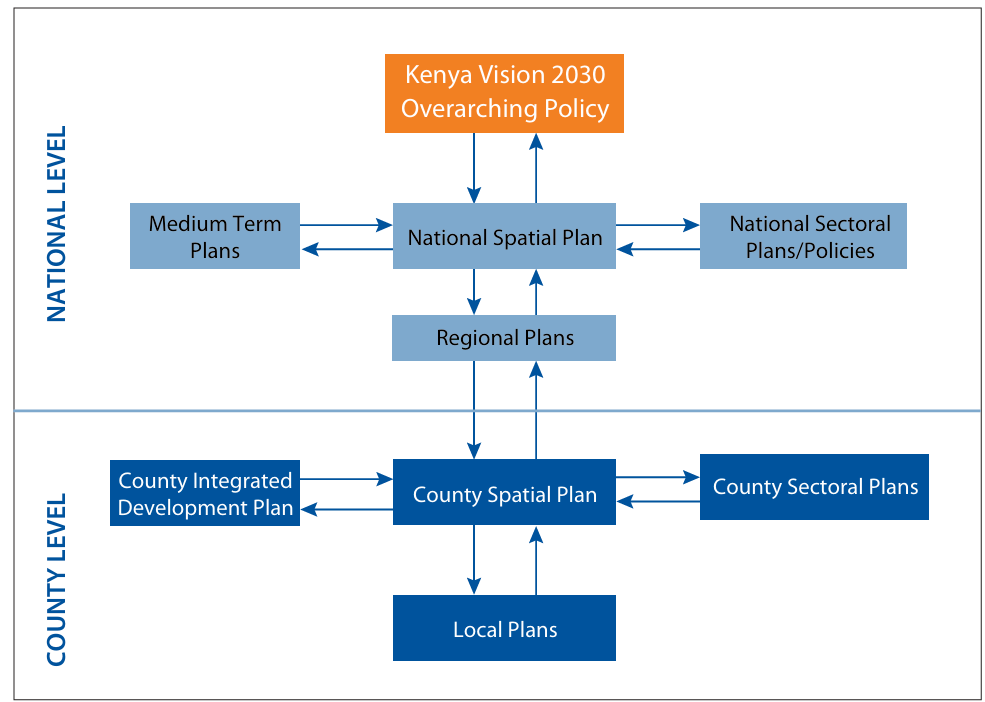 NATIONAL LEVEL
Kenya Vision 2030
Overarching Policy
Medium Term
Plans
National Spatial Plan
National Sectoral
Plans/Policies
Regional Plans
COUNTY LEVEL
County Integrated
Development Plan
County Spatial Plan
County Sectoral Plans
Local Plans